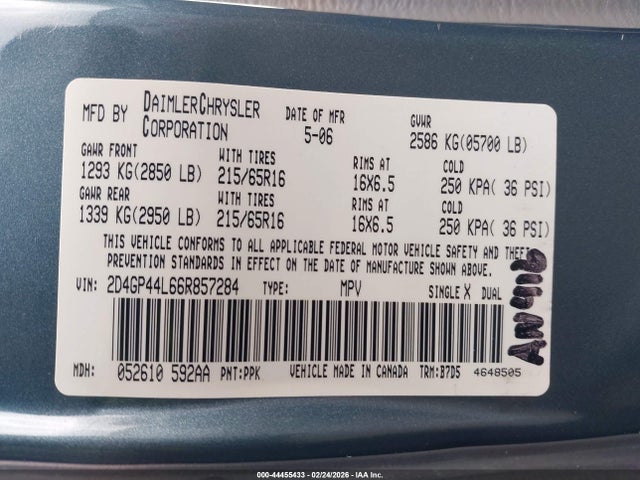 MFD BY DAIMLERCHRYSLER CORPORATION DATE OF MFR 5-06 GVWR 2586 KG(05700 LB)
GAWR FRONT WITH TIRES RIMS AT COLD
1293 KG(2850 LB) 215/65R16 16X6.5 250 KPA( 36 PSI)
GAWR REAR WITH TIRES RIMS AT COLD
1339 KG(2950 LB) 215/65R16 16X6.5 250 KPA( 36 PSI)
THIS VEHICLE CONFORMS TO ALL APPLICABLE FEDERAL MOTOR VEHICLE SAFETY AND THEFT
PREVENTION STANDARDS IN EFFECT ON THE DATE OF MANUFACTURE SHOWN ABOVE.
VIN: 2D4GP44L66R857284 TYPE: MPV SINGLE X DUAL
MDH: 052610 592AA PNT:PPK VEHICLE MADE IN CANADA TRM:B7D5 4648505
AN416
000-44455433 - 02/24/2026 - IAA Inc.